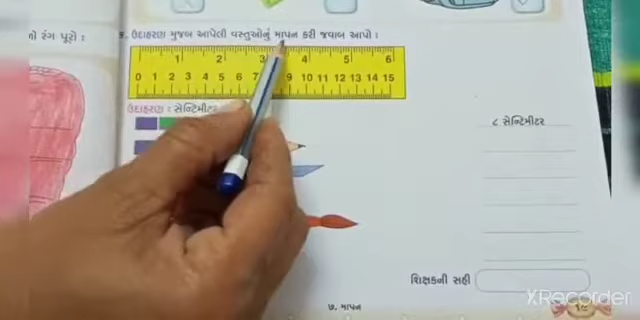 ળો રંગ પૂરો :
૬. ઉદાહરણ મુજબ આપેલી વસ્તુઓનું માપન કરી જવાબ આપો :
1 2 3 4 5 6
0 1 2 3 4 5 6 9 10 11 12 13 14 15
ઉદાહરણ : સેન્ટિમીટર
૮ સેન્ટિમીટર
શિક્ષકની સહી
XRecorder
૭. માપન
૧૯